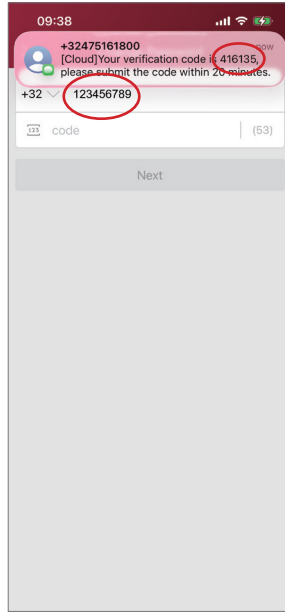 09:38
+32475161800 now
[Cloud]Your verification code is 416135,
please submit the code within 20 minutes.
+32 123456789
123 code (53)
Next